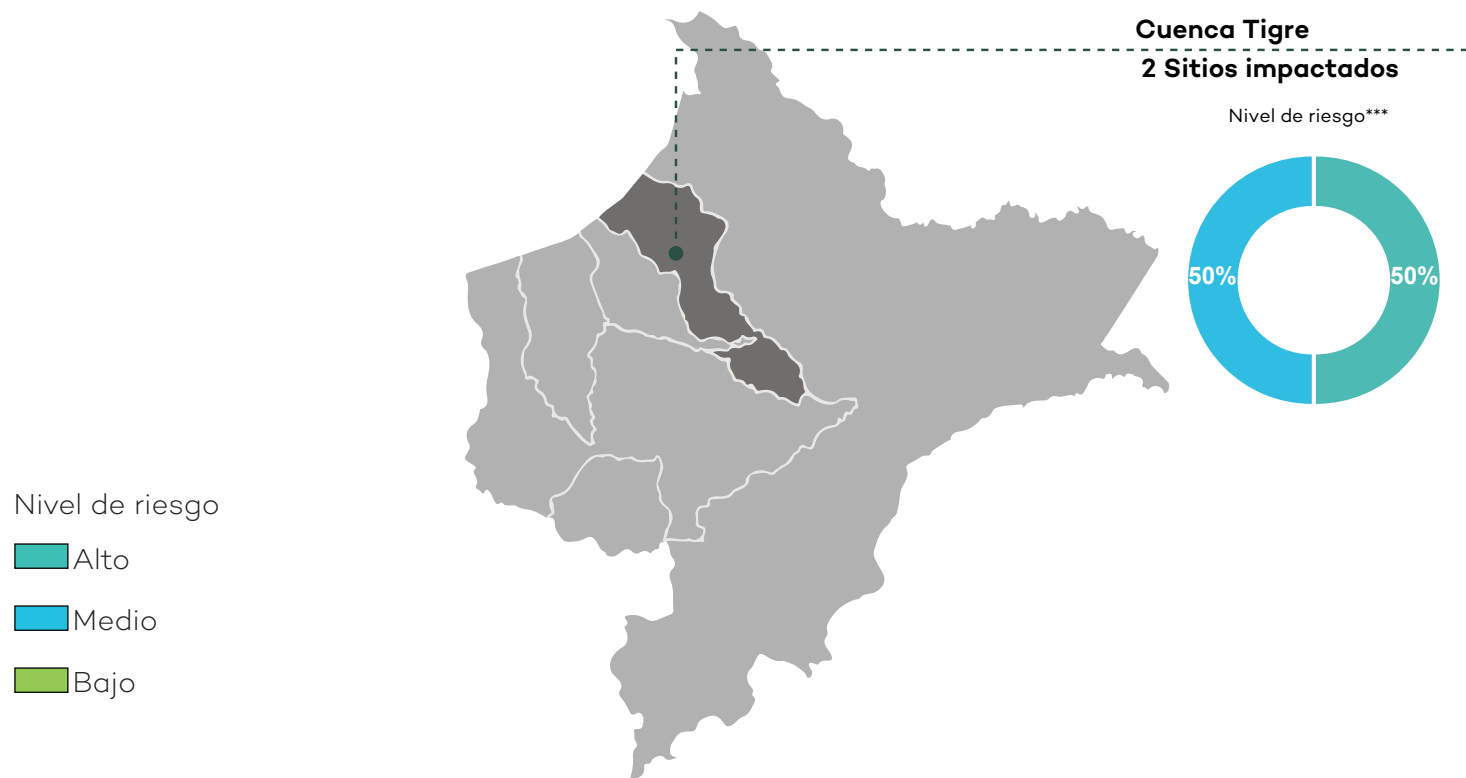 Cuenca Tigre
2 Sitios impactados
Nivel de riesgo***
50%
50%
Nivel de riesgo
Alto
Medio
Bajo